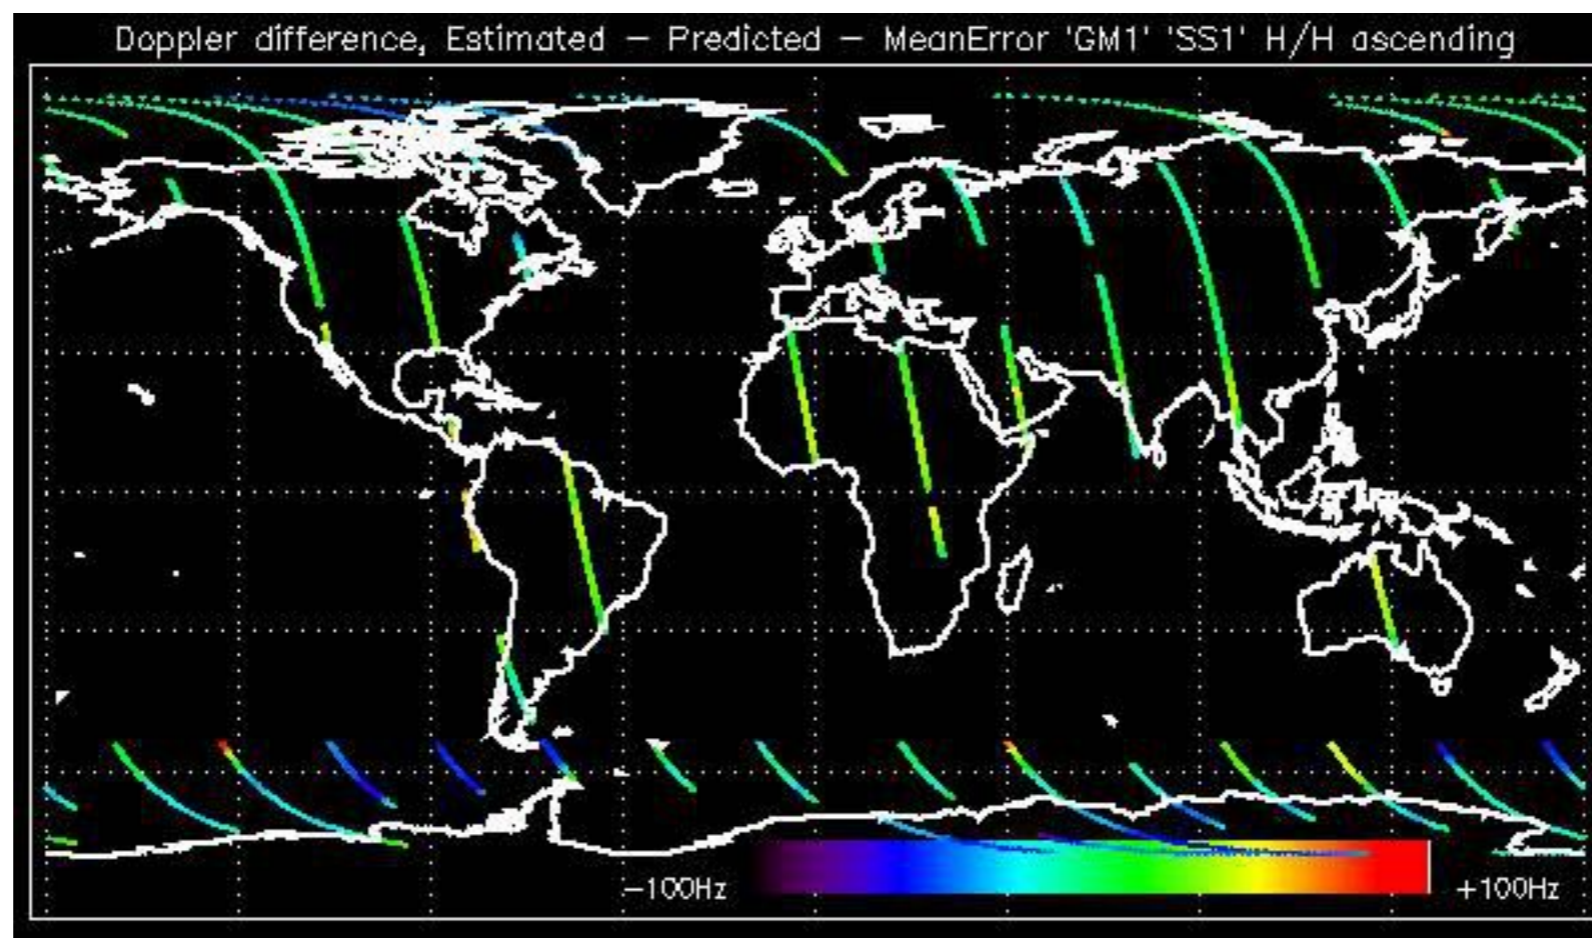 Doppler difference, Estimated – Predicted – MeanError 'GM1' 'SS1' H/H ascending
–100Hz
+100Hz